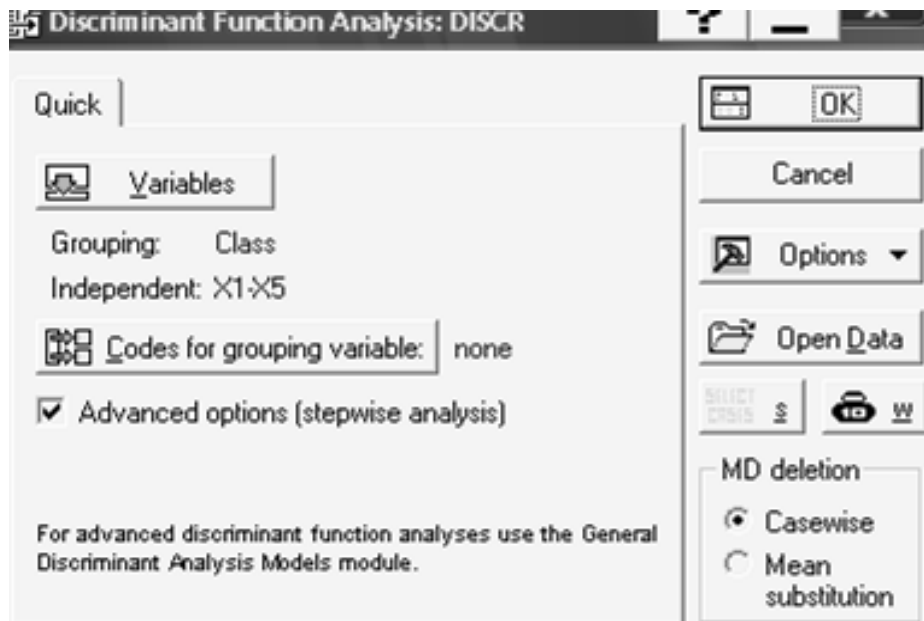 Discriminant Function Analysis: DISCR
Quick
Variables
Grouping: Class
Independent: X1-X5
Codes for grouping variable: none
Advanced options (stepwise analysis)
For advanced discriminant function analyses use the General
Discriminant Analysis Models module.
OK
Cancel
Options
Open Data
SELECT
CASES S
W
MD deletion
Casewise
Mean
substitution